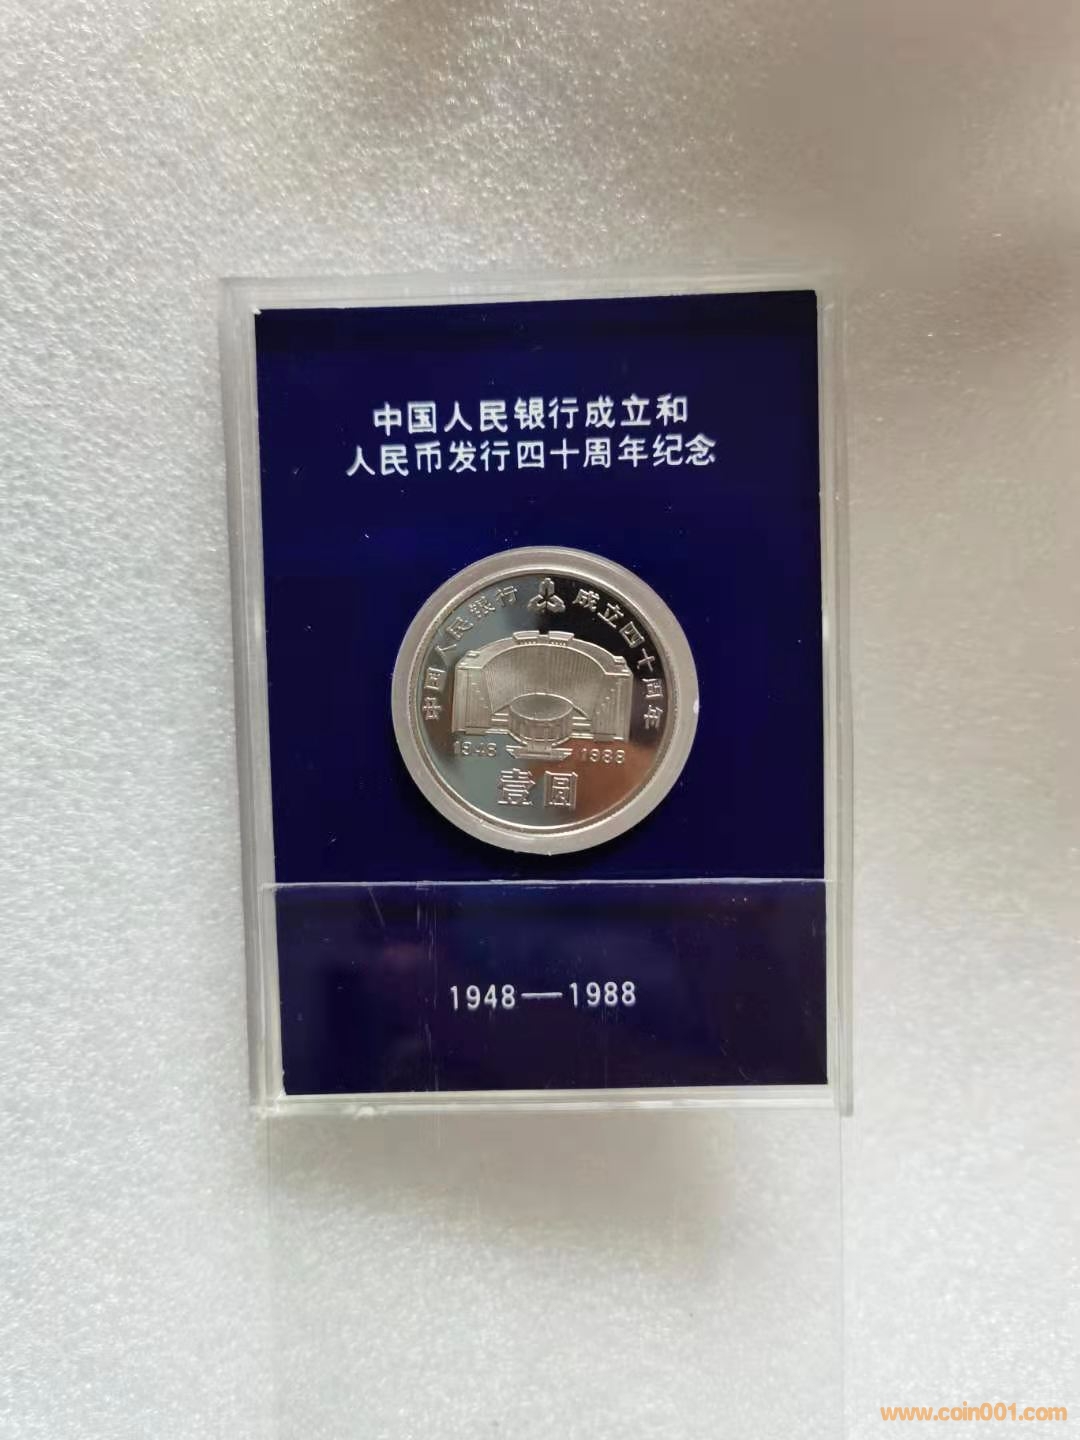 中国人民银行成立和
人民币发行四十周年纪念
中国人民银行 成立四十周年
1948 1988
壹圆
1948—1988
www.coin001.com